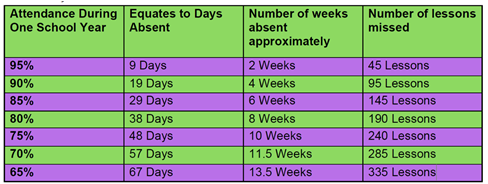 Attendance During One School Year | Equates to Days Absent | Number of weeks absent approximately | Number of lessons missed
95% | 9 Days | 2 Weeks | 45 Lessons
90% | 19 Days | 4 Weeks | 95 Lessons
85% | 29 Days | 6 Weeks | 145 Lessons
80% | 38 Days | 8 Weeks | 190 Lessons
75% | 48 Days | 10 Weeks | 240 Lessons
70% | 57 Days | 11.5 Weeks | 285 Lessons
65% | 67 Days | 13.5 Weeks | 335 Lessons